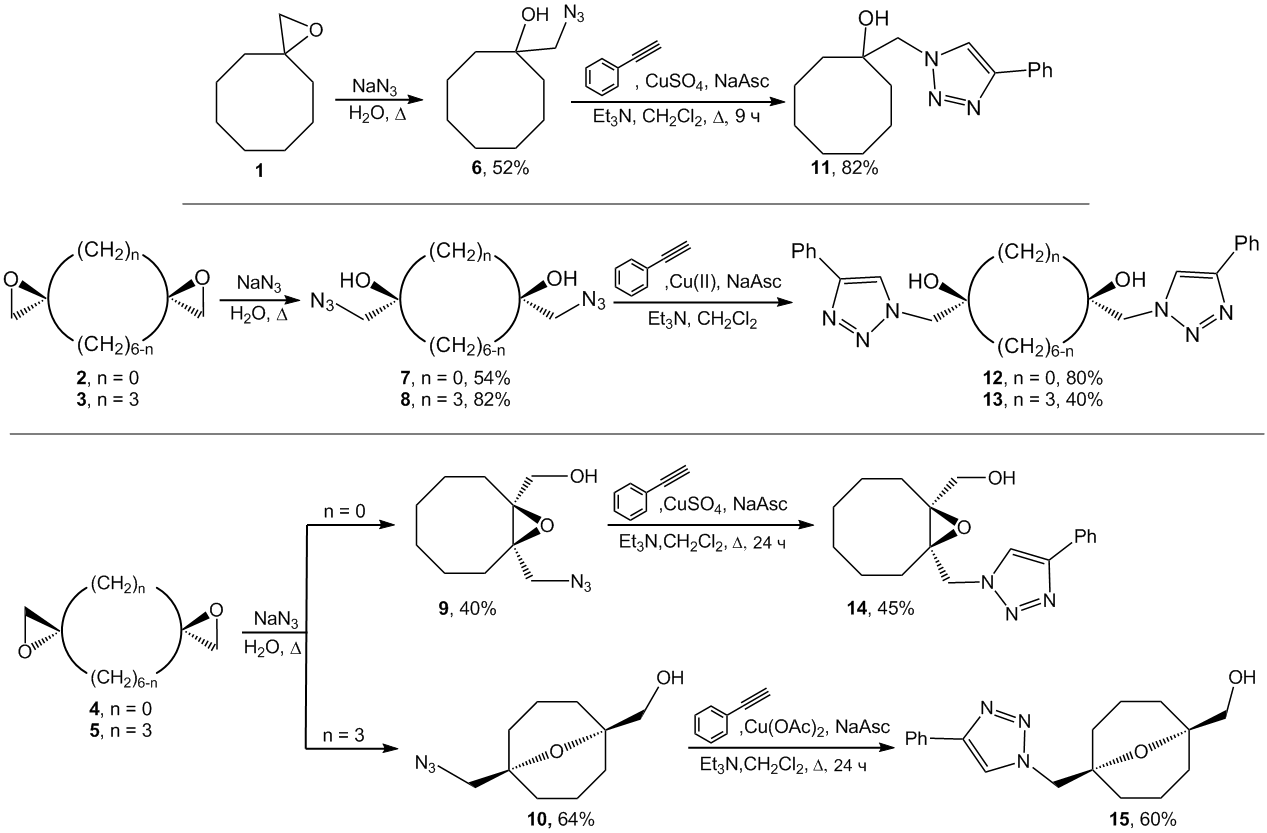 O
NaN₃
H₂O, Δ
1
OH
N₃
6, 52%
, CuSO₄, NaAsc
Et₃N, CH₂Cl₂, Δ, 9 ч
OH
N
N
N
Ph
11, 82%
(CH₂)ₙ
O
O
(CH₂)₆₋ₙ
2, n = 0
3, n = 3
NaN₃
H₂O, Δ
(CH₂)ₙ
HO
OH
N₃
N₃
(CH₂)₆₋ₙ
7, n = 0, 54%
8, n = 3, 82%
,Cu(II), NaAsc
Et₃N, CH₂Cl₂
Ph
N
N
N
HO
(CH₂)ₙ
OH
(CH₂)₆₋ₙ
N
N
N
Ph
12, n = 0, 80%
13, n = 3, 40%
(CH₂)ₙ
O
O
(CH₂)₆₋ₙ
4, n = 0
5, n = 3
NaN₃
H₂O, Δ
n = 0
OH
O
N₃
9, 40%
,CuSO₄, NaAsc
Et₃N,CH₂Cl₂, Δ, 24 ч
OH
O
N
N
N
Ph
14, 45%
n = 3
OH
O
N₃
10, 64%
,Cu(OAc)₂, NaAsc
Et₃N,CH₂Cl₂, Δ, 24 ч
Ph
N
N
N
O
OH
15, 60%